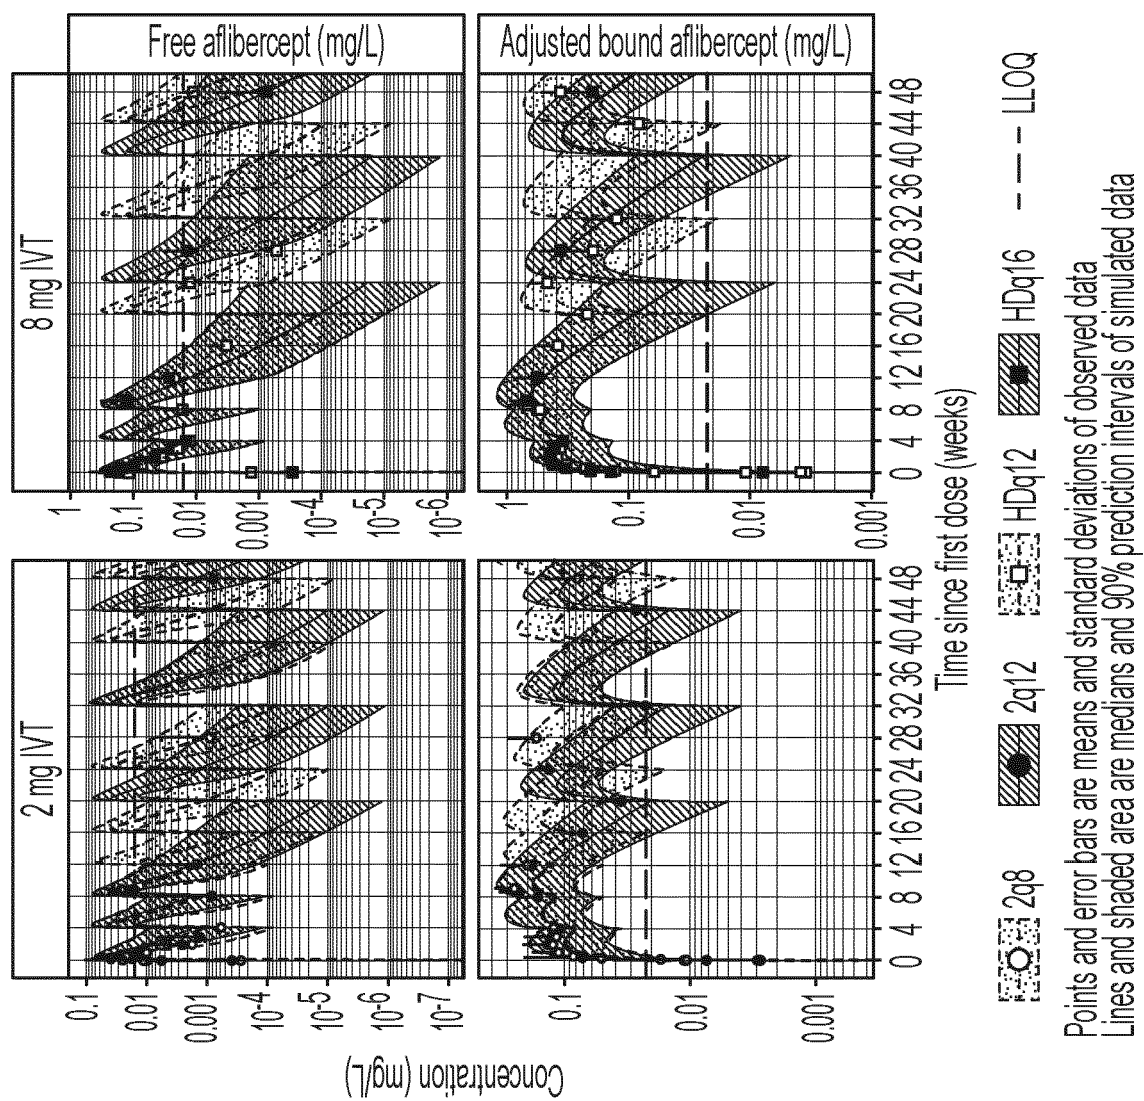 2 mg IVT
8 mg IVT
Free aflibercept (mg/L)
Adjusted bound aflibercept (mg/L)
Concentration (mg/L)
0.1
0.01
0.001
10-4
10-5
10-6
10-7
1
0.1
0.01
0.001
10-4
10-5
10-6
0.1
0.01
0.001
1
0.1
0.01
0.001
0 4 8 12 16 20 24 28 32 36 40 44 48
0 4 8 12 16 20 24 28 32 36 40 44 48
Time since first dose (weeks)
2q8 2q12 HDq12 HDq16 LLOQ
Points and error bars are means and standard deviations of observed data
Lines and shaded area are medians and 90% prediction intervals of simulated data